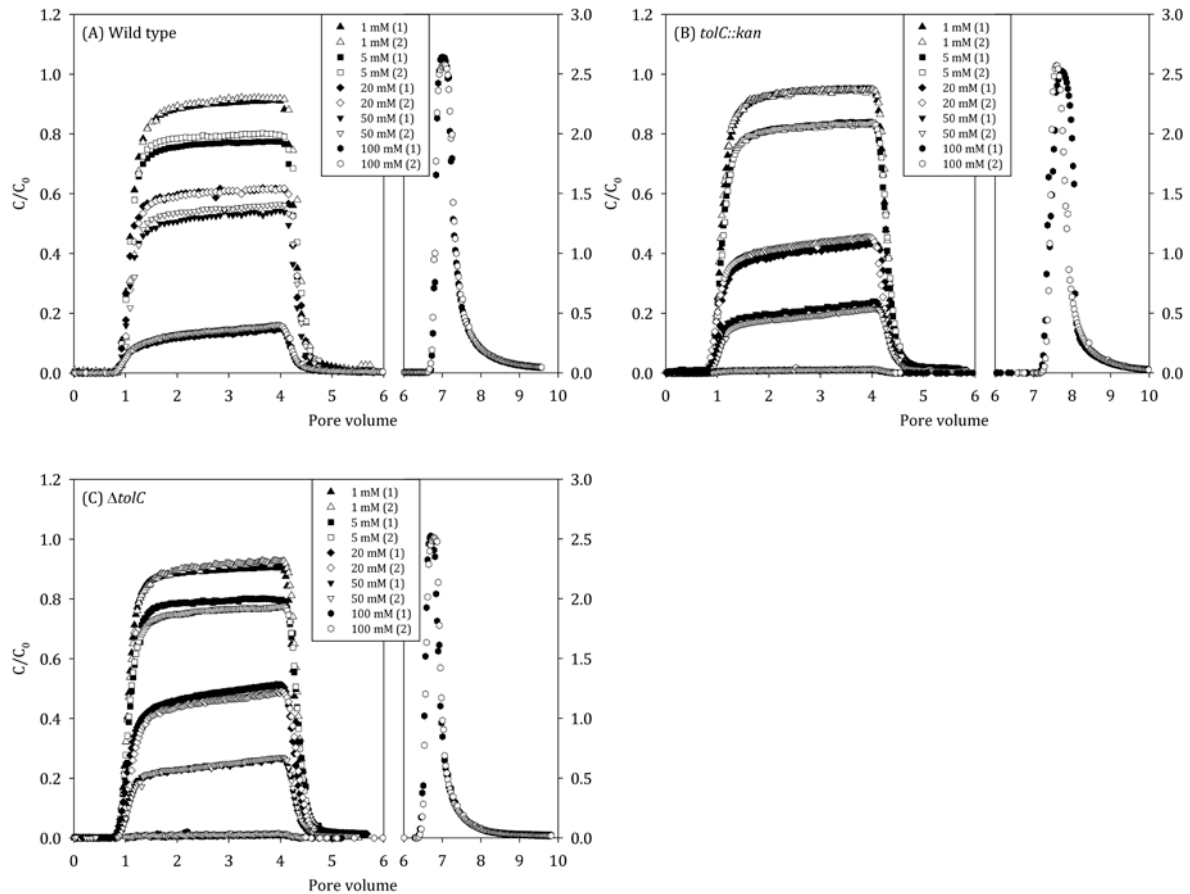 (A) Wild type
1 mM (1)
1 mM (2)
5 mM (1)
5 mM (2)
20 mM (1)
20 mM (2)
50 mM (1)
50 mM (2)
100 mM (1)
100 mM (2)
C/C0
1.2
1.0
0.8
0.6
0.4
0.2
0.0
3.0
2.5
2.0
1.5
1.0
0.5
0.0
0 1 2 3 4 5 6 6 7 8 9 10
Pore volume
(B) tolC::kan
1 mM (1)
1 mM (2)
5 mM (1)
5 mM (2)
20 mM (1)
20 mM (2)
50 mM (1)
50 mM (2)
100 mM (1)
100 mM (2)
C/C0
1.2
1.0
0.8
0.6
0.4
0.2
0.0
3.0
2.5
2.0
1.5
1.0
0.5
0.0
0 1 2 3 4 5 6 6 7 8 9 10
Pore volume
(C) ΔtolC
1 mM (1)
1 mM (2)
5 mM (1)
5 mM (2)
20 mM (1)
20 mM (2)
50 mM (1)
50 mM (2)
100 mM (1)
100 mM (2)
C/C0
1.2
1.0
0.8
0.6
0.4
0.2
0.0
3.0
2.5
2.0
1.5
1.0
0.5
0.0
0 1 2 3 4 5 6 6 7 8 9 10
Pore volume